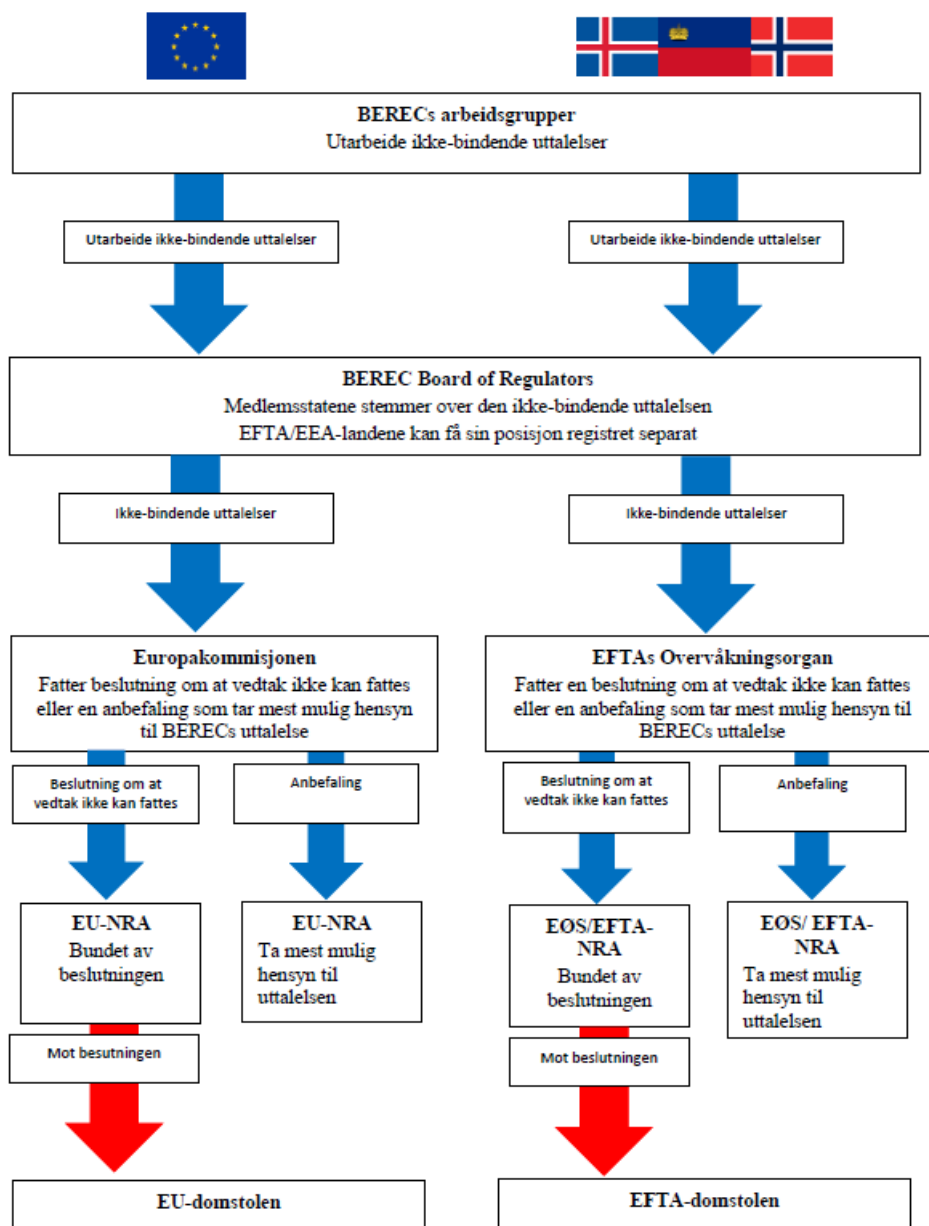 BERECs arbeidsgrupper
Utarbeide ikke-bindende uttalelser
Utarbeide ikke-bindende uttalelser
Utarbeide ikke-bindende uttalelser
BEREC Board of Regulators
Medlemsstatene stemmer over den ikke-bindende uttalelsen
EFTA/EEA-landene kan få sin posisjon registret separat
Ikke-bindende uttalelser
Ikke-bindende uttalelser
Europakommisjonen
Fatter beslutning om at vedtak ikke kan fattes
eller en anbefaling som tar mest mulig hensyn
til BERECs uttalelse
EFTAs Overvåkningsorgan
Fatter en beslutning om at vedtak ikke kan fattes
eller en anbefaling som tar mest mulig hensyn til
BERECs uttalelse
Beslutning om at
vedtak ikke kan fattes
Anbefaling
Beslutning om at
vedtak ikke kan fattes
Anbefaling
EU-NRA
Bundet av
beslutningen
EU-NRA
Ta mest mulig
hensyn til
uttalelsen
EØS/EFTA-
NRA
Bundet av
beslutningen
EØS/ EFTA-
NRA
Ta mest mulig
hensyn til
uttalelsen
Mot besutningen
Mot beslutningen
EU-domstolen
EFTA-domstolen